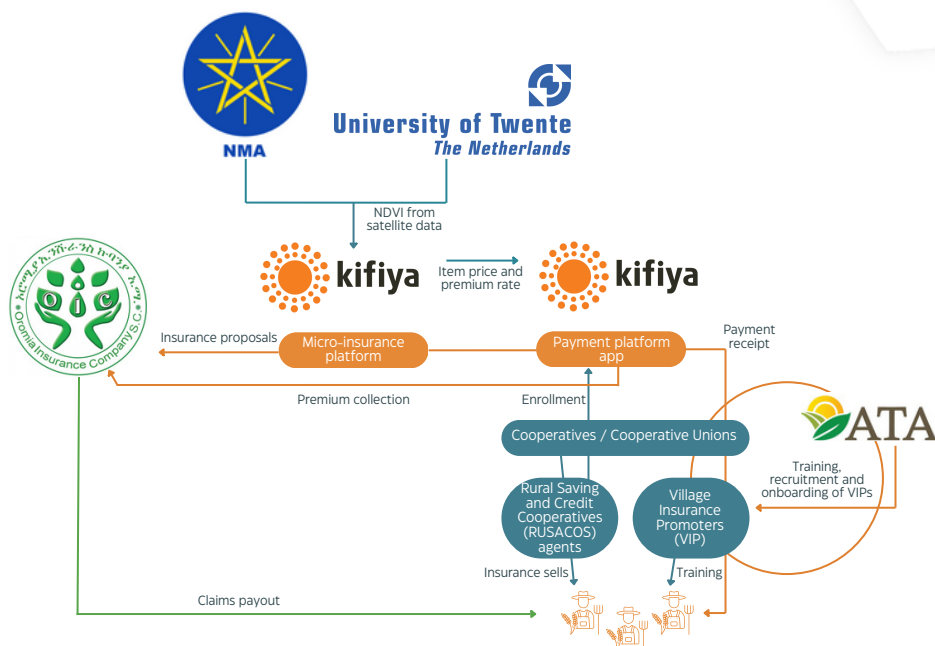 NMA
University of Twente
The Netherlands
NDVI from
satellite data
kifiya
Item price and
premium rate
kifiya
OIC
Oromia Insurance Company S.C.
Insurance proposals
Micro-insurance
platform
Payment platform
app
Payment
receipt
Premium collection
Enrollment
ATA
Cooperatives / Cooperative Unions
Training,
recruitment and
onboarding of VIPs
Rural Saving
and Credit
Cooperatives
(RUSACOS)
agents
Village
Insurance
Promoters
(VIP)
Insurance sells
Training
Claims payout